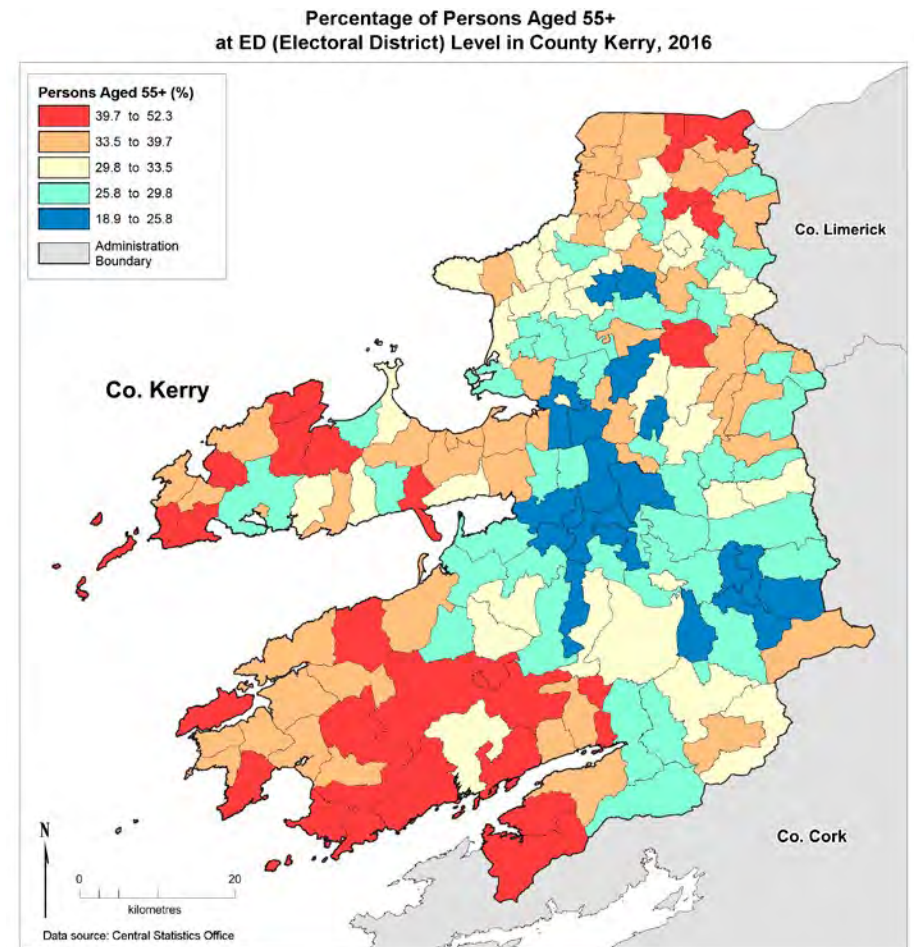 Percentage of Persons Aged 55+
at ED (Electoral District) Level in County Kerry, 2016
Persons Aged 55+ (%)
39.7 to 52.3
33.5 to 39.7
29.8 to 33.5
25.8 to 29.8
18.9 to 25.8
Administration
Boundary
Co. Limerick
Co. Kerry
Co. Cork
N
0 20
kilometres
Data source: Central Statistics Office